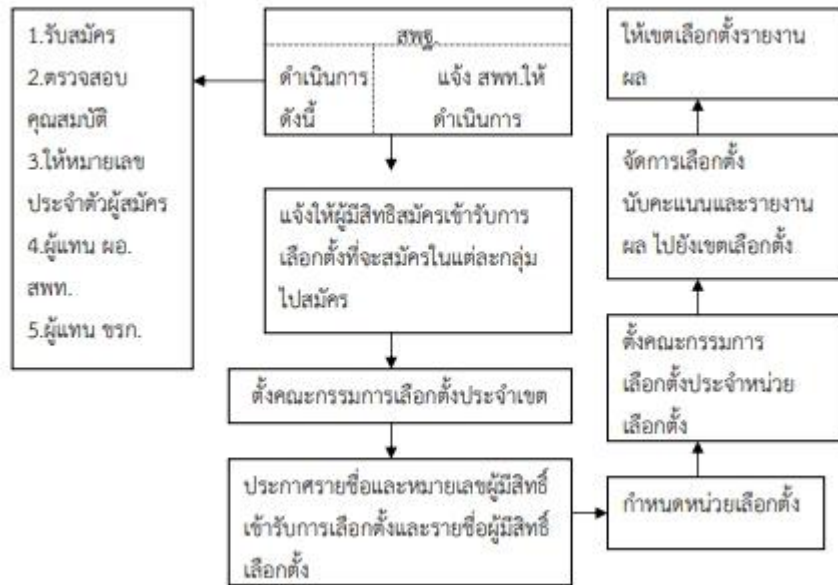 สพฐ.
ดำเนินการ
ดังนี้
แจ้ง สพท.ให้
ดำเนินการ
1.รับสมัคร
2.ตรวจสอบ
คุณสมบัติ
3.ให้หมายเลข
ประจำตัวผู้สมัคร
4.ผู้แทน ผอ.
สพท.
5.ผู้แทน ขรก.
แจ้งให้ผู้มีสิทธิสมัครเข้ารับการ
เลือกตั้งที่จะสมัครในแต่ละกลุ่ม
ไปสมัคร
ตั้งคณะกรรมการเลือกตั้งประจำเขต
ประกาศรายชื่อและหมายเลขผู้มีสิทธิ์
เข้ารับการเลือกตั้งและรายชื่อผู้มีสิทธิ์
เลือกตั้ง
กำหนดหน่วยเลือกตั้ง
ตั้งคณะกรรมการ
เลือกตั้งประจำหน่วย
เลือกตั้ง
จัดการเลือกตั้ง
นับคะแนนและรายงาน
ผล ไปยังเขตเลือกตั้ง
ให้เขตเลือกตั้งรายงาน
ผล